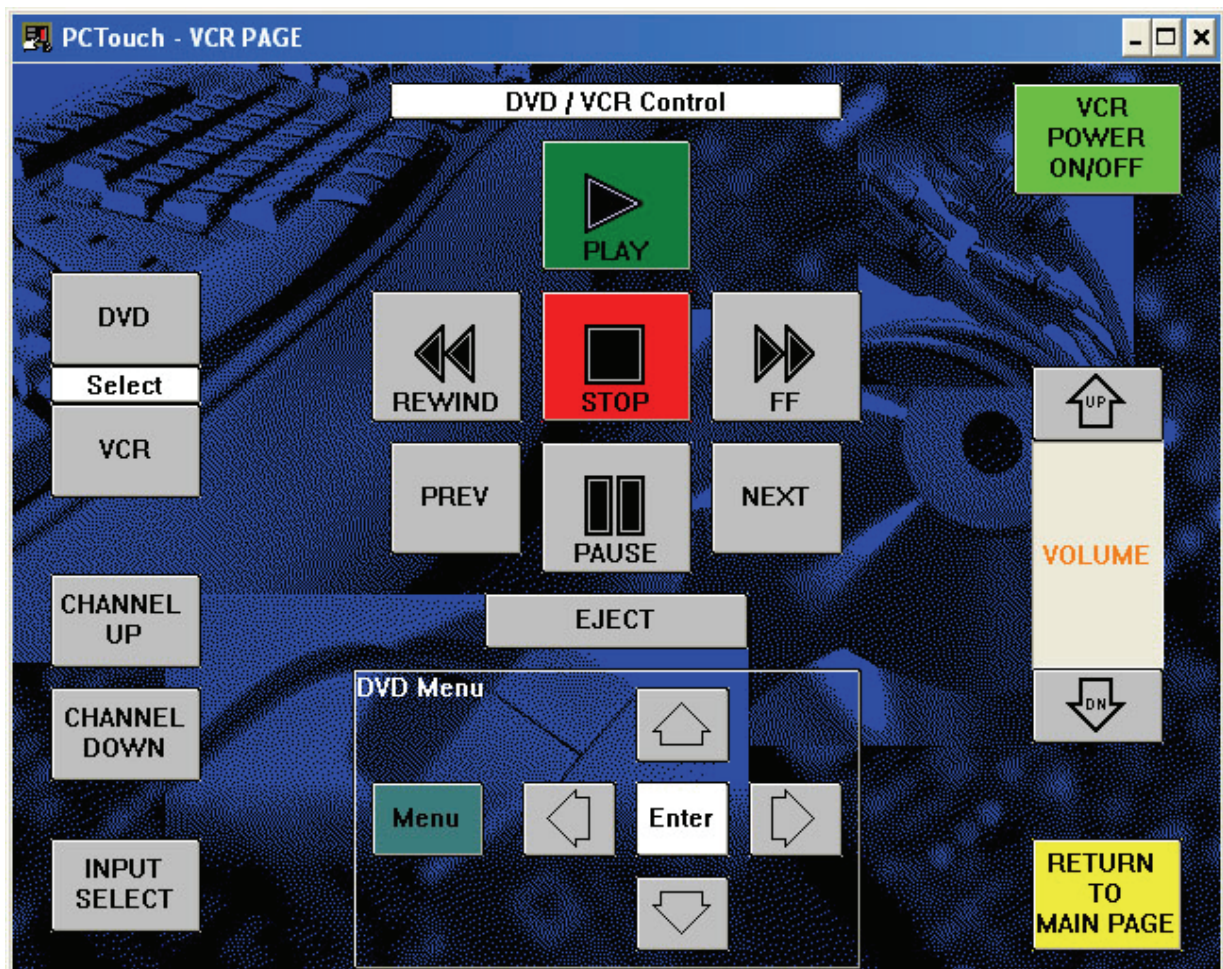 PCTouch - VCR PAGE
DVD / VCR Control
VCR
POWER
ON/OFF
PLAY
DVD
Select
VCR
REWIND
STOP
FF
UP
PREV
PAUSE
NEXT
VOLUME
CHANNEL
UP
EJECT
DVD Menu
CHANNEL
DOWN
DN
Menu
Enter
INPUT
SELECT
RETURN
TO
MAIN PAGE